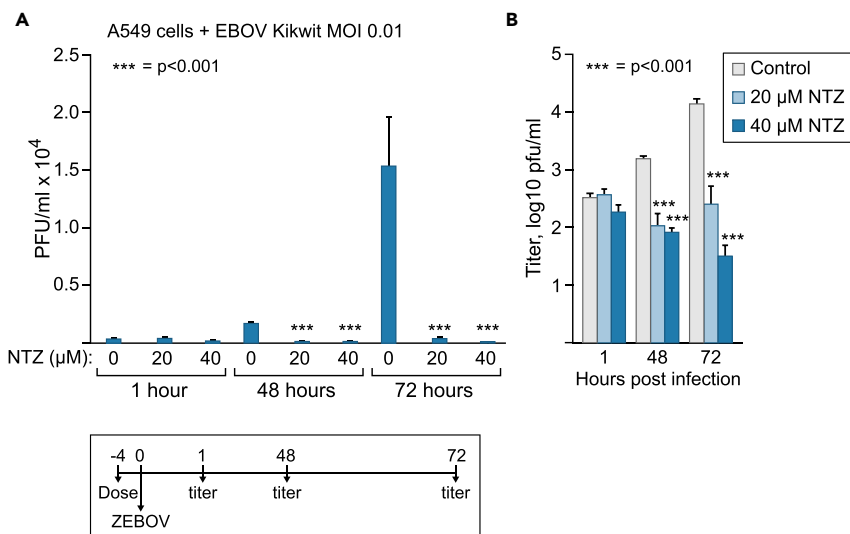 A
A549 cells + EBOV Kikwit MOI 0.01
*** = p<0.001
PFU/ml x 10⁴
2.5
2.0
1.5
1.0
0.5
*** *** *** ***
NTZ (µM): 0 20 40 0 20 40 0 20 40
1 hour 48 hours 72 hours
-4 0 1 48 72
Dose titer titer titer
ZEBOV
B
*** = p<0.001
Control
20 µM NTZ
40 µM NTZ
Titer, log10 pfu/ml
5
4
3
2
1
***
***
***
***
1 48 72
Hours post infection